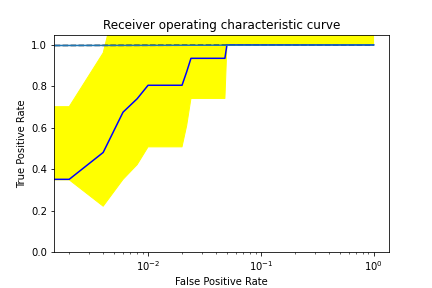 Receiver operating characteristic curve
True Positive Rate
1.0
0.8
0.6
0.4
0.2
0.0
10⁻² 10⁻¹ 10⁰
False Positive Rate